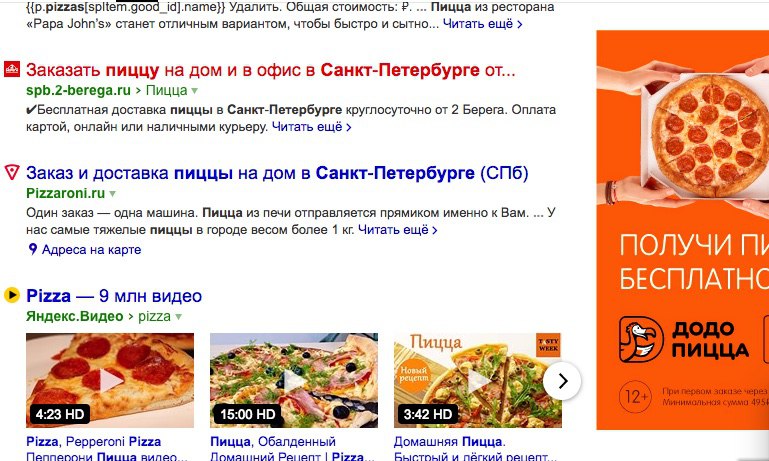 {{p.pizzas[spItem.good_id].name}} Удалить. Общая стоимость: ₽. ... Пицца из ресторана
«Papa John’s» станет отличным вариантом, чтобы быстро и сытно... Читать ещё >
Заказать пиццу на дом и в офис в Санкт-Петербурге от...
spb.2-berega.ru > Пицца
✔Бесплатная доставка пиццы в Санкт-Петербурге круглосуточно от 2 Берега. Оплата
картой, онлайн или наличными курьеру. Читать ещё >
Заказ и доставка пиццы на дом в Санкт-Петербурге (СПб)
Pizzaroni.ru
Один заказ — одна машина. Пицца из печи отправляется прямиком именно к Вам. ... У
нас самые тяжелые пиццы в городе весом более 1 кг. Читать ещё >
Адреса на карте
Pizza — 9 млн видео
Яндекс.Видео > pizza
4:23 HD
15:00 HD
Пицца
TASTY
WEEK
Новый
рецепт
3:42 HD
Pizza, Pepperoni Pizza
Пепперони Пицца видео...
Пицца, Обалденный
Домашний Рецепт | Pizza...
Домашняя Пицца.
Быстрый и лёгкий рецепт...
ПОЛУЧИ ПИ
БЕСПЛАТНО
ДОДО
ПИЦЦА
12+
При первом заказе через
Минимальная сумма 495